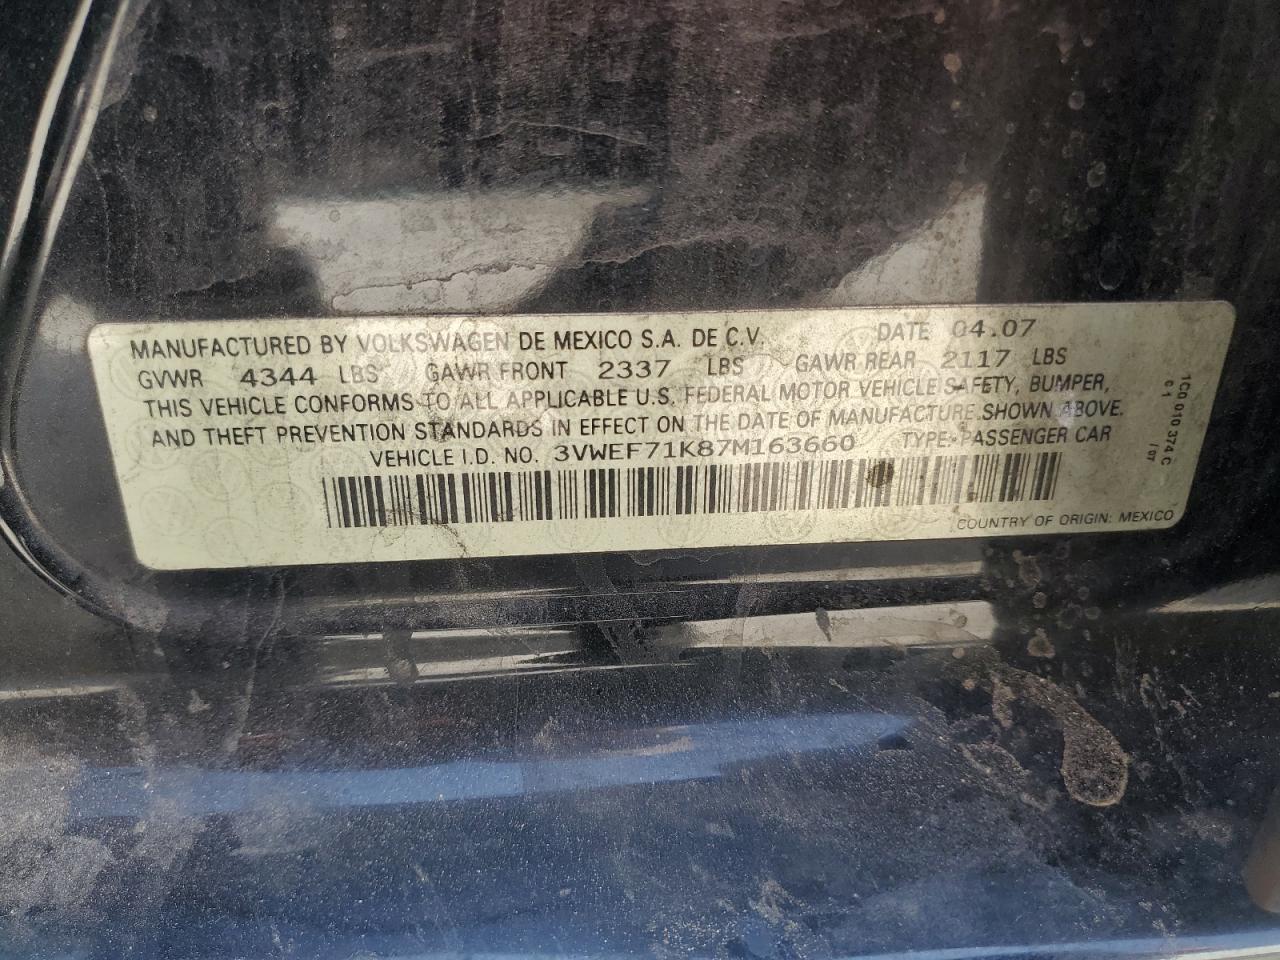 MANUFACTURED BY VOLKSWAGEN DE MEXICO S.A. DE C.V. DATE 04.07
GVWR 4344 LBS GAWR FRONT 2337 LBS GAWR REAR 2117 LBS
THIS VEHICLE CONFORMS TO ALL APPLICABLE U.S. FEDERAL MOTOR VEHICLE SAFETY, BUMPER,
AND THEFT PREVENTION STANDARDS IN EFFECT ON THE DATE OF MANUFACTURE SHOWN ABOVE.
VEHICLE I.D. NO. 3VWEF71K87M163660 TYPE: PASSENGER CAR
COUNTRY OF ORIGIN: MEXICO
1C0 010 374 C
61 /07